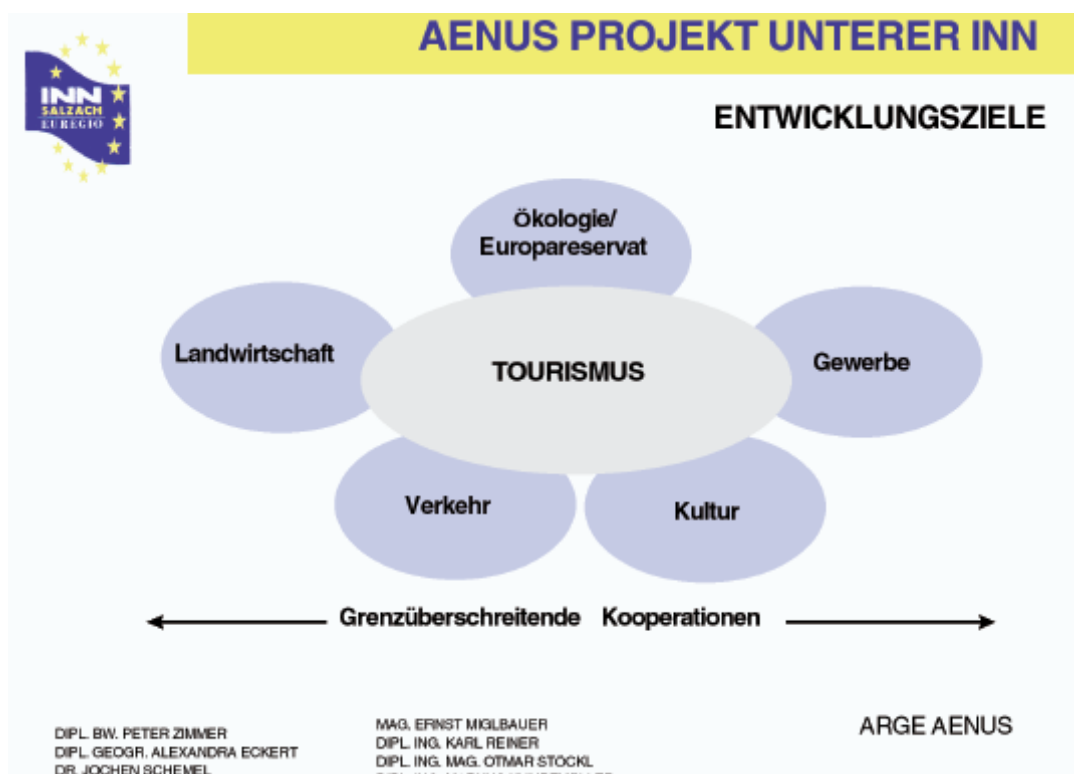 AENUS PROJEKT UNTERER INN
INN
SALZACH
EUREGIO
ENTWICKLUNGSZIELE
Ökologie/
Europareservat
Landwirtschaft
TOURISMUS
Gewerbe
Verkehr
Kultur
Grenzüberschreitende Kooperationen
DIPL. BW. PETER ZIMMER
DIPL. GEOGR. ALEXANDRA ECKERT
DR. JOCHEN SCHEMEL
MAG. ERNST MIGLBAUER
DIPL. ING. KARL REINER
DIPL. ING. MAG. OTMAR STOCKL
ARGE AENUS